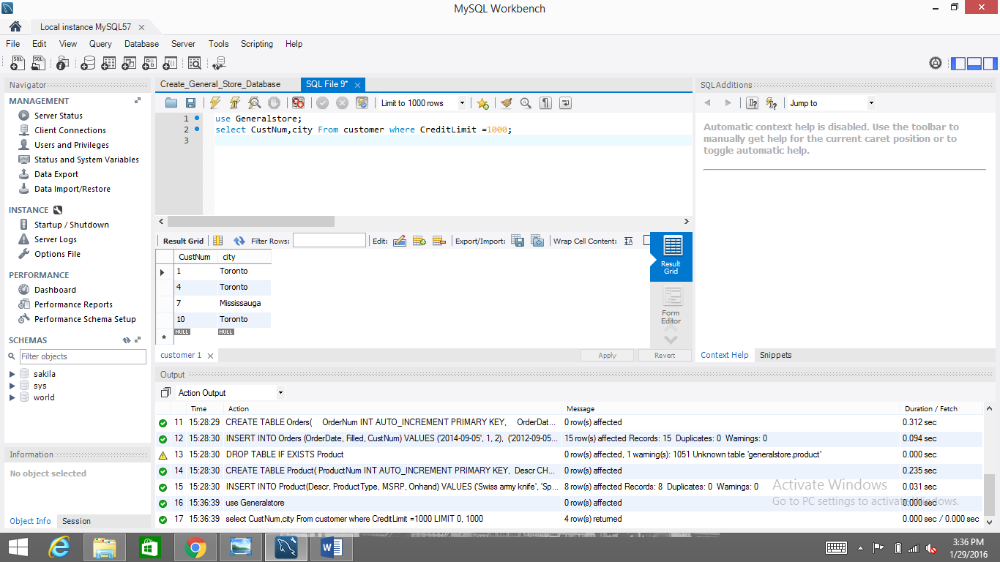 MySQL Workbench
Local instance MySQL57
File Edit View Query Database Server Tools Scripting Help
Navigator
MANAGEMENT
Server Status
Client Connections
Users and Privileges
Status and System Variables
Data Export
Data Import/Restore
INSTANCE
Startup / Shutdown
Server Logs
Options File
PERFORMANCE
Dashboard
Performance Reports
Performance Schema Setup
SCHEMAS
Filter objects
sakila
sys
world
Information
No object selected
Object Info Session
Create_General_Store_Database SQL File 9*
Limit to 1000 rows
1 use Generalstore;
2 select CustNum,city From customer where CreditLimit =1000;
3
Result Grid Filter Rows: Edit: Export/Import: Wrap Cell Content:
CustNum city
1 Toronto
4 Toronto
7 Mississauga
10 Toronto
NULL NULL
Result Grid
Form Editor
customer 1 Apply Revert
SQL Additions
Jump to
Automatic context help is disabled. Use the toolbar to
manually get help for the current caret position or to
toggle automatic help.
Context Help Snippets
Output
Action Output
Time Action Message Duration / Fetch
11 15:28:29 CREATE TABLE Orders( OrderNum INT AUTO_INCREMENT PRIMARY KEY, OrderDat... 0 row(s) affected 0.312 sec
12 15:28:30 INSERT INTO Orders (OrderDate, Filled, CustNum) VALUES ('2014-09-05', 1, 2), ('2012-09-05... 15 row(s) affected Records: 15 Duplicates: 0 Warnings: 0 0.094 sec
13 15:28:30 DROP TABLE IF EXISTS Product 0 row(s) affected, 1 warning(s): 1051 Unknown table 'generalstore.product' 0.000 sec
14 15:28:30 CREATE TABLE Product( ProductNum INT AUTO_INCREMENT PRIMARY KEY, Descr CH... 0 row(s) affected 0.235 sec
15 15:28:30 INSERT INTO Product(Descr, ProductType, MSRP, Onhand) VALUES ('Swiss army knife', 'Sp... 8 row(s) affected Records: 8 Duplicates: 0 Warnings: 0 0.031 sec
16 15:36:39 use Generalstore 0 row(s) affected 0.000 sec
17 15:36:39 select CustNum,city From customer where CreditLimit =1000 LIMIT 0, 1000 4 row(s) returned 0.000 sec / 0.000 sec
Activate Windows
Go to PC settings to activate Windows.
3:36 PM
1/29/2016